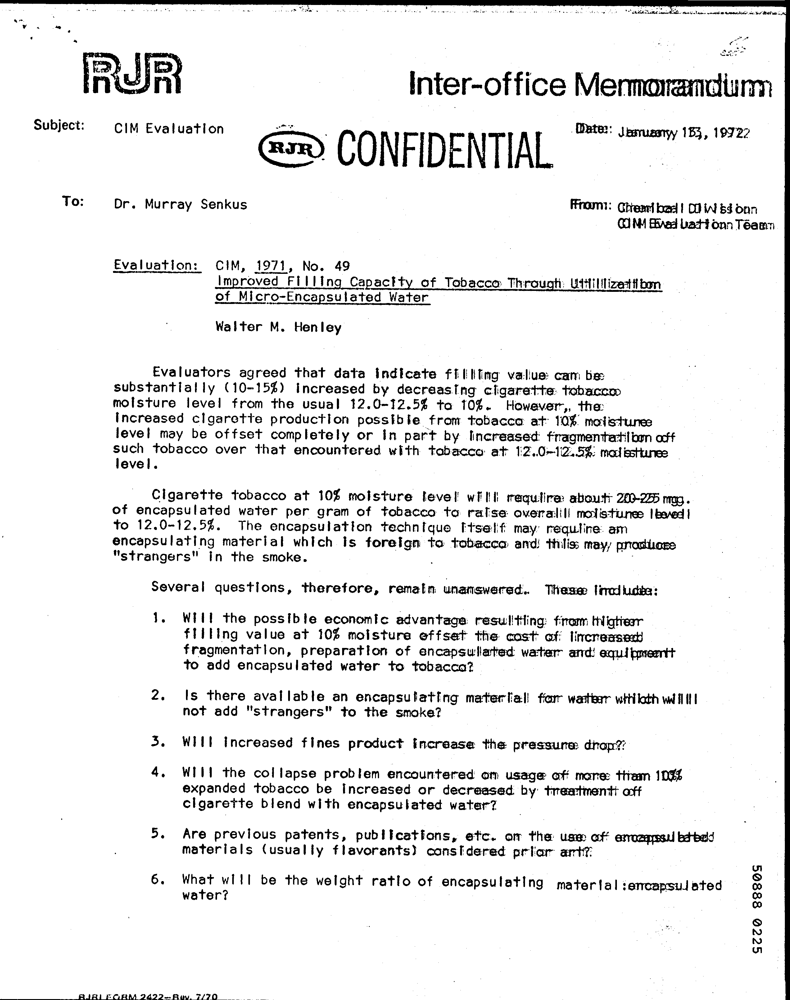 RJR
Inter-office Memorandum
Subject: CIM Evaluation
RJR CONFIDENTIAL
Date: January 13, 1972
To: Dr. Murray Senkus
From: Chemical Division
CIM Evaluation Team
Evaluation: CIM, 1971, No. 49
Improved Filling Capacity of Tobacco Through Utilization
of Micro-Encapsulated Water
Walter M. Henley
Evaluators agreed that data indicate filling value can be
substantially (10-15%) increased by decreasing cigarette tobacco
moisture level from the usual 12.0-12.5% to 10%. However, the
increased cigarette production possible from tobacco at 10% moisture
level may be offset completely or in part by increased fragmentation of
such tobacco over that encountered with tobacco at 12.0-12.5% moisture
level.
Cigarette tobacco at 10% moisture level will require about 20-25 mg.
of encapsulated water per gram of tobacco to raise overall moisture level
to 12.0-12.5%. The encapsulation technique itself may require an
encapsulating material which is foreign to tobacco and this may produce
"strangers" in the smoke.
Several questions, therefore, remain unanswered. These include:
1. Will the possible economic advantage resulting from higher
filling value at 10% moisture offset the cost of increased
fragmentation, preparation of encapsulated water and equipment
to add encapsulated water to tobacco?
2. Is there available an encapsulating material for water which will
not add "strangers" to the smoke?
3. Will increased fines product increase the pressure drop?
4. Will the collapse problem encountered on usage of more than 10%
expanded tobacco be increased or decreased by treatment of
cigarette blend with encapsulated water?
5. Are previous patents, publications, etc. on the use of encapsulated
materials (usually flavorants) considered prior art?
6. What will be the weight ratio of encapsulating material:encapsulated
water?
50888 0225
RJRI FORM 2422-Rev. 7/70